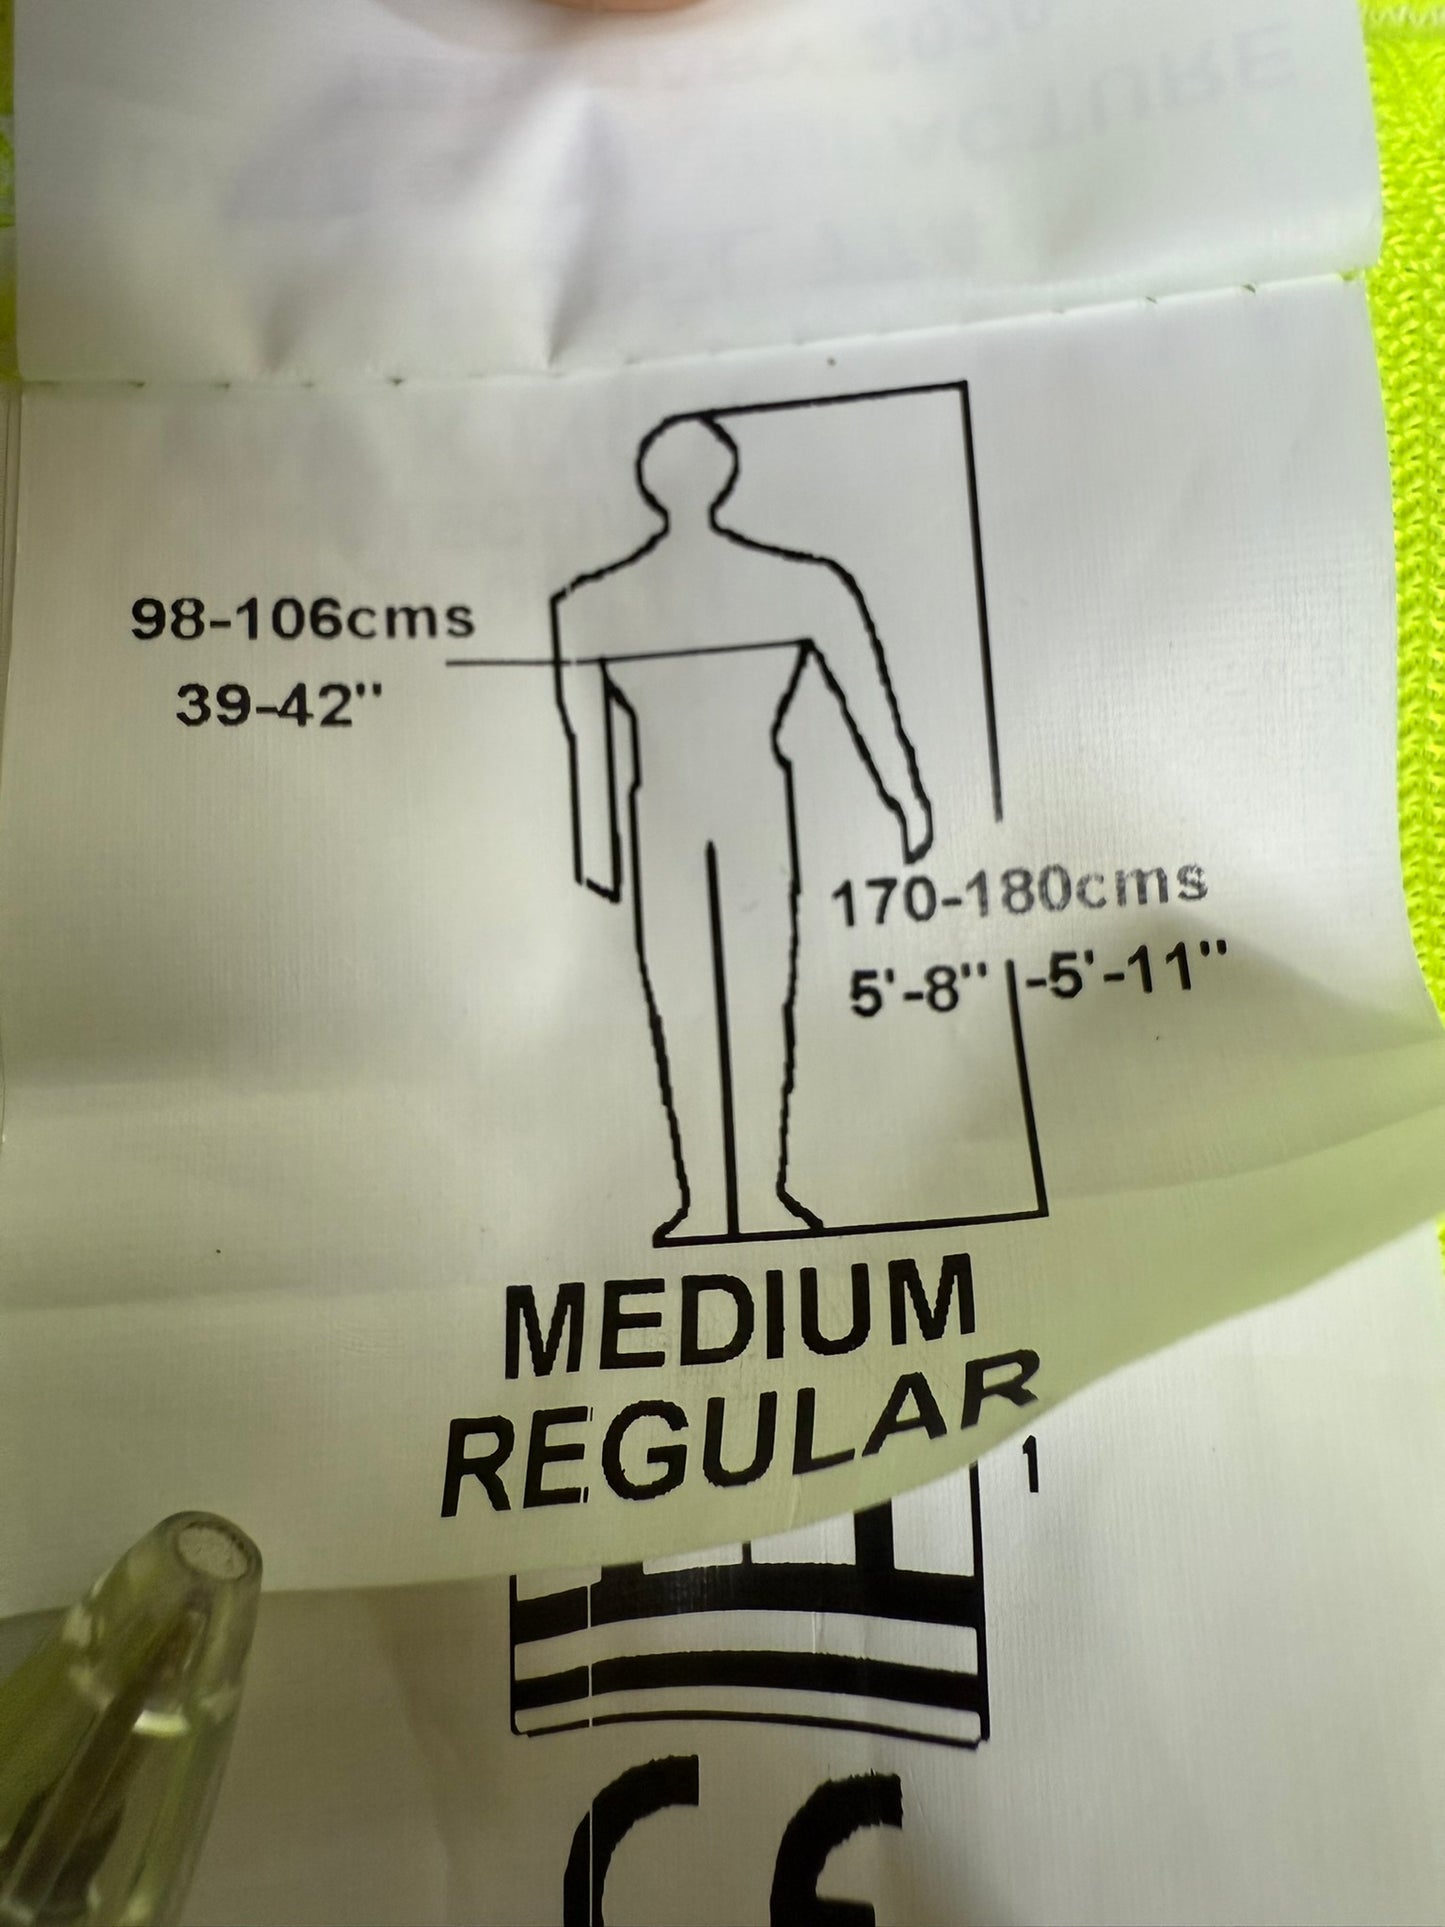 98-106cms
39-42"
170-180cms
5'-8" -5'-11"
MEDIUM
REGULAR
1
CE